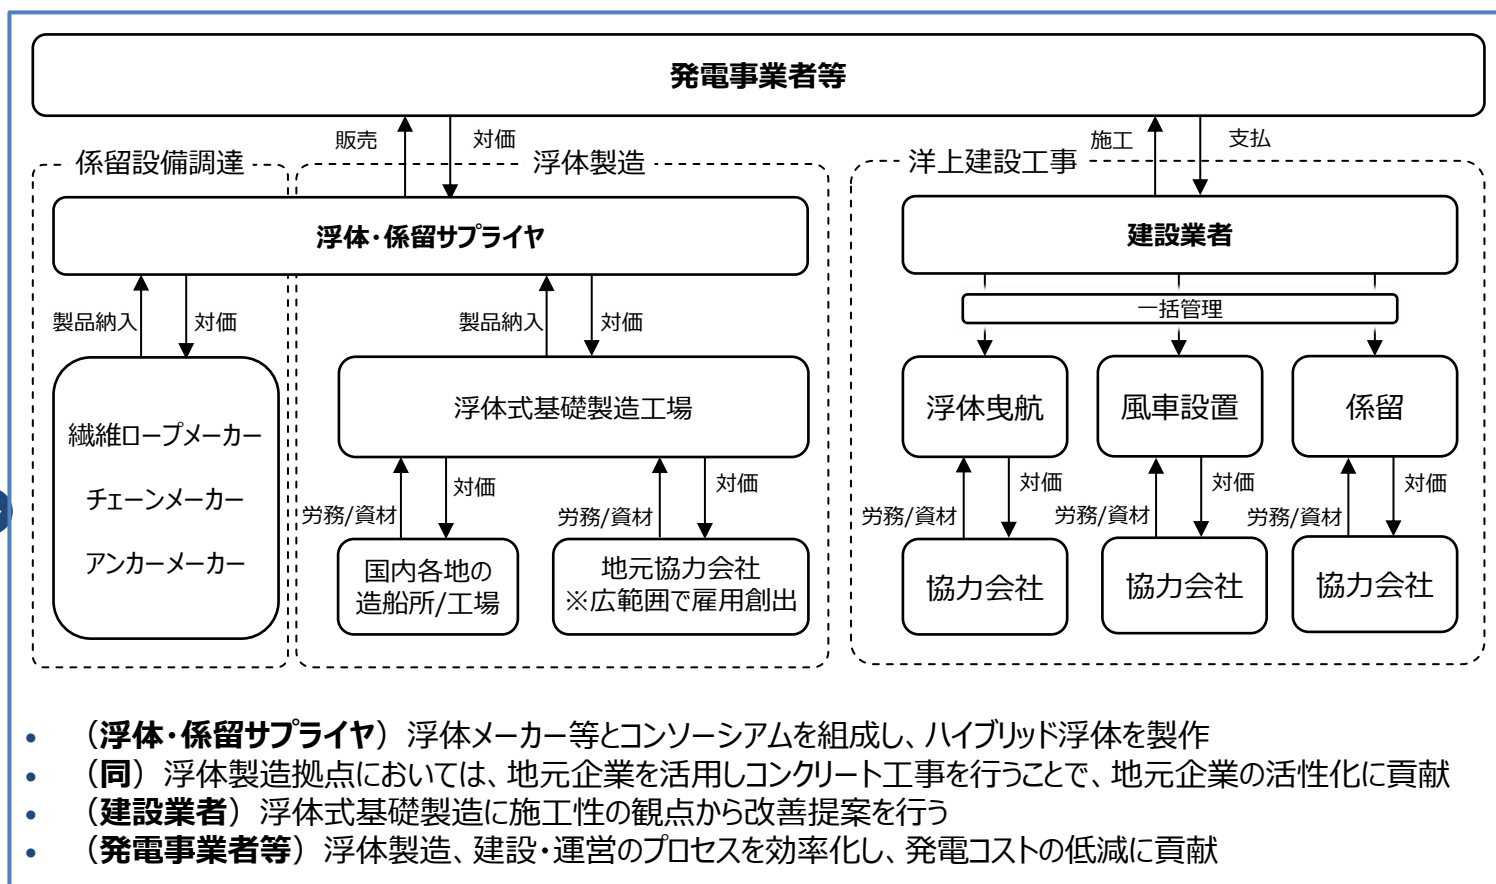 発電事業者等
販売
対価
施工
支払
係留設備調達
浮体製造
洋上建設工事
浮体・係留サプライヤ
建設業者
製品納入
対価
製品納入
対価
一括管理
繊維ロープメーカー
チェーンメーカー
アンカーメーカー
浮体式基礎製造工場
浮体曳航
風車設置
係留
労務/資材
対価
労務/資材
対価
労務/資材
対価
労務/資材
対価
労務/資材
対価
国内各地の
造船所/工場
地元協力会社
※広範囲で雇用創出
協力会社
協力会社
協力会社
• （浮体・係留サプライヤ）浮体メーカー等とコンソーシアムを組成し、ハイブリッド浮体を製作
• （同）浮体製造拠点においては、地元企業を活用しコンクリート工事を行うことで、地元企業の活性化に貢献
• （建設業者）浮体式基礎製造に施工性の観点から改善提案を行う
• （発電事業者等）浮体製造、建設・運営のプロセスを効率化し、発電コストの低減に貢献